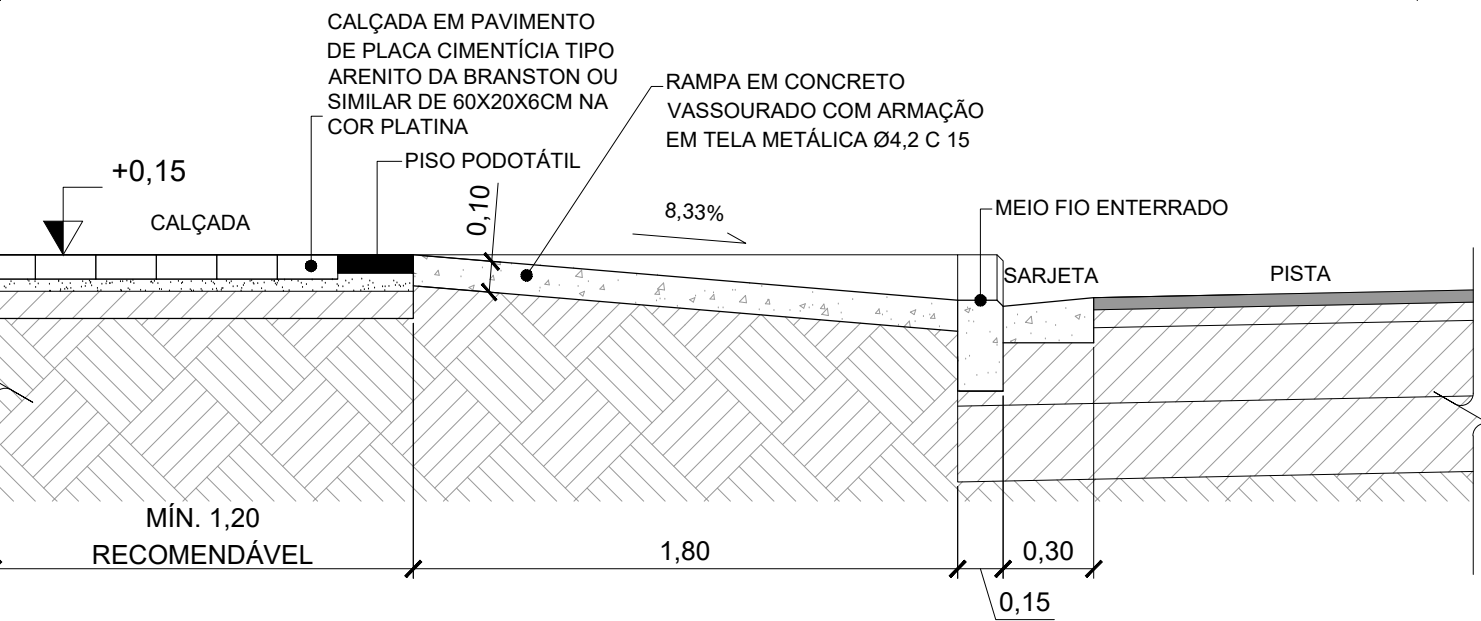 CALÇADA EM PAVIMENTO
DE PLACA CIMENTÍCIA TIPO
ARENITO DA BRANSTON OU
SIMILAR DE 60X20X6CM NA
COR PLATINA
RAMPA EM CONCRETO
VASSOURADO COM ARMAÇÃO
EM TELA METÁLICA Ø4,2 C 15
PISO PODOTÁTIL
+0,15
CALÇADA
0,10
8,33%
MEIO FIO ENTERRADO
SARJETA
PISTA
MÍN. 1,20
RECOMENDÁVEL
1,80
0,30
0,15